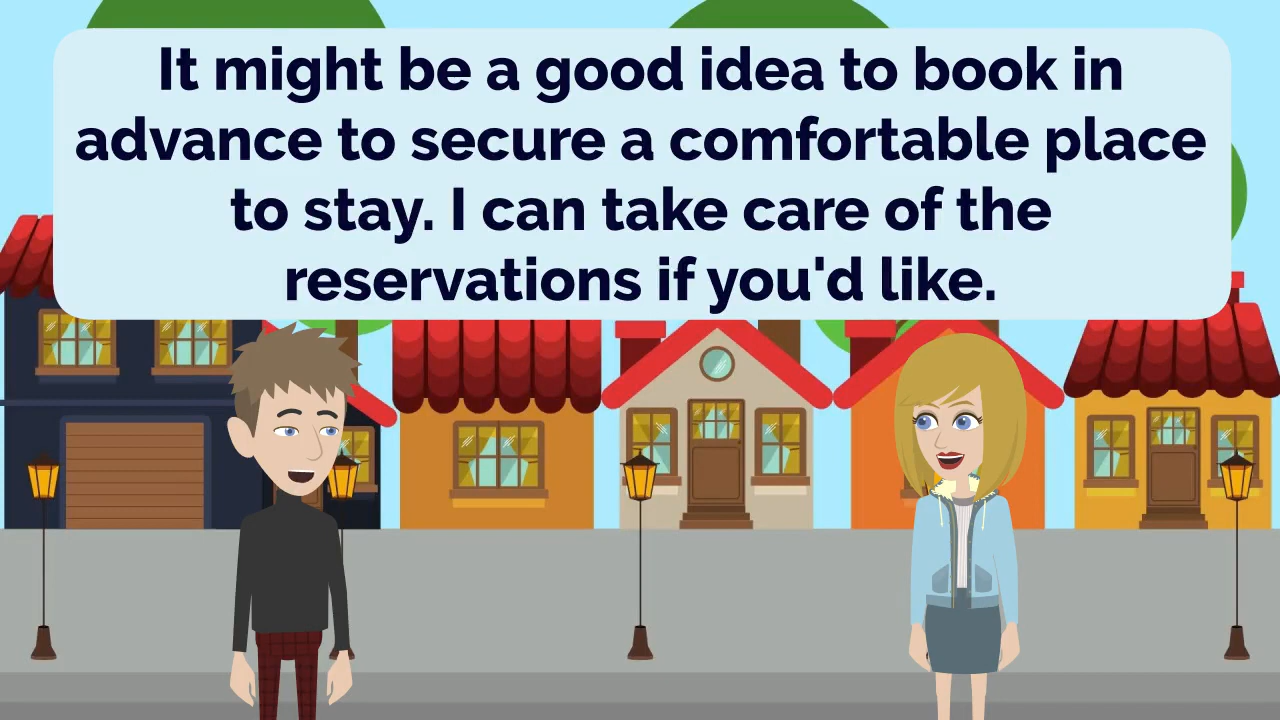 It might be a good idea to book in
advance to secure a comfortable place
to stay. I can take care of the
reservations if you'd like.